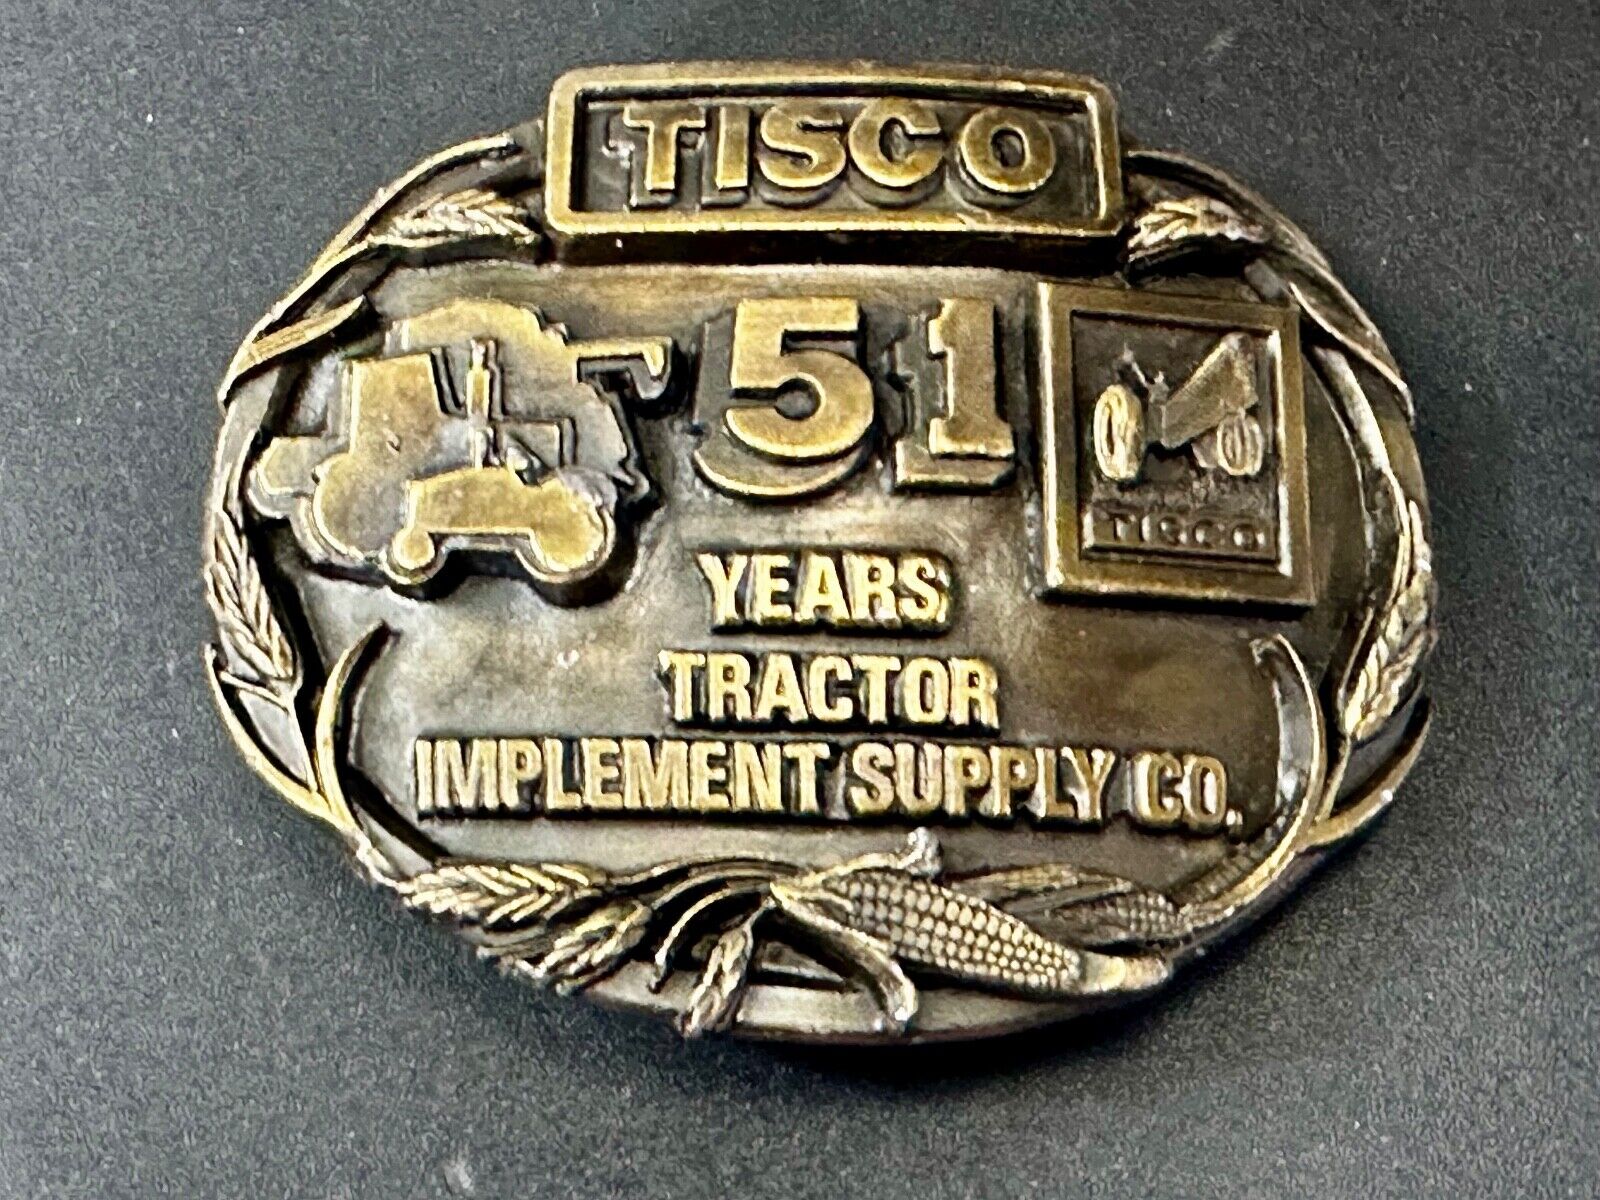 TISCO
51
TISCO
YEARS
TRACTOR
IMPLEMENT SUPPLY CO.